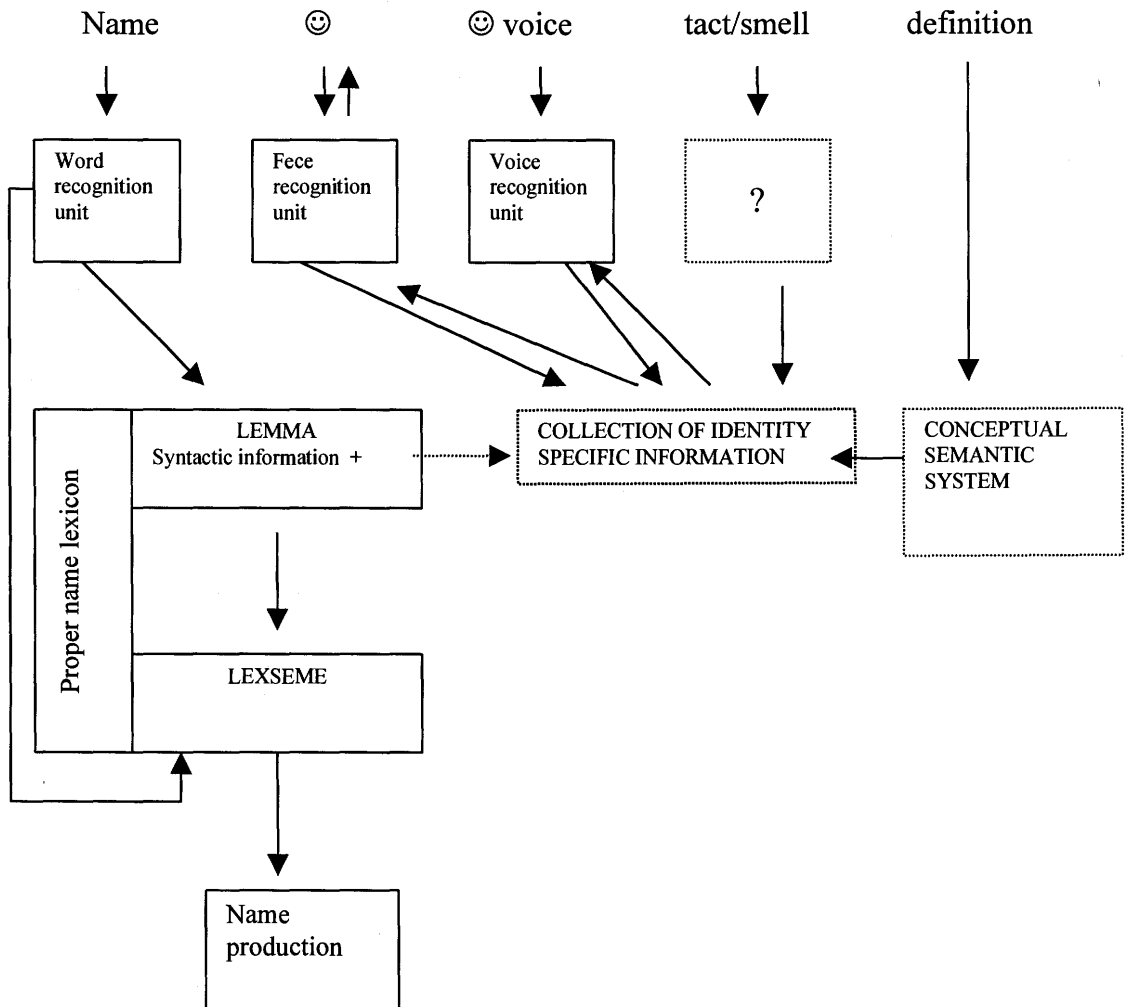 Name ☺ ☺ voice tact/smell definition
Word
recognition
unit
Fece
recognition
unit
Voice
recognition
unit
?
Proper name lexicon
LEMMA
Syntactic information +
COLLECTION OF IDENTITY
SPECIFIC INFORMATION
CONCEPTUAL
SEMANTIC
SYSTEM
LEXSEME
Name
production